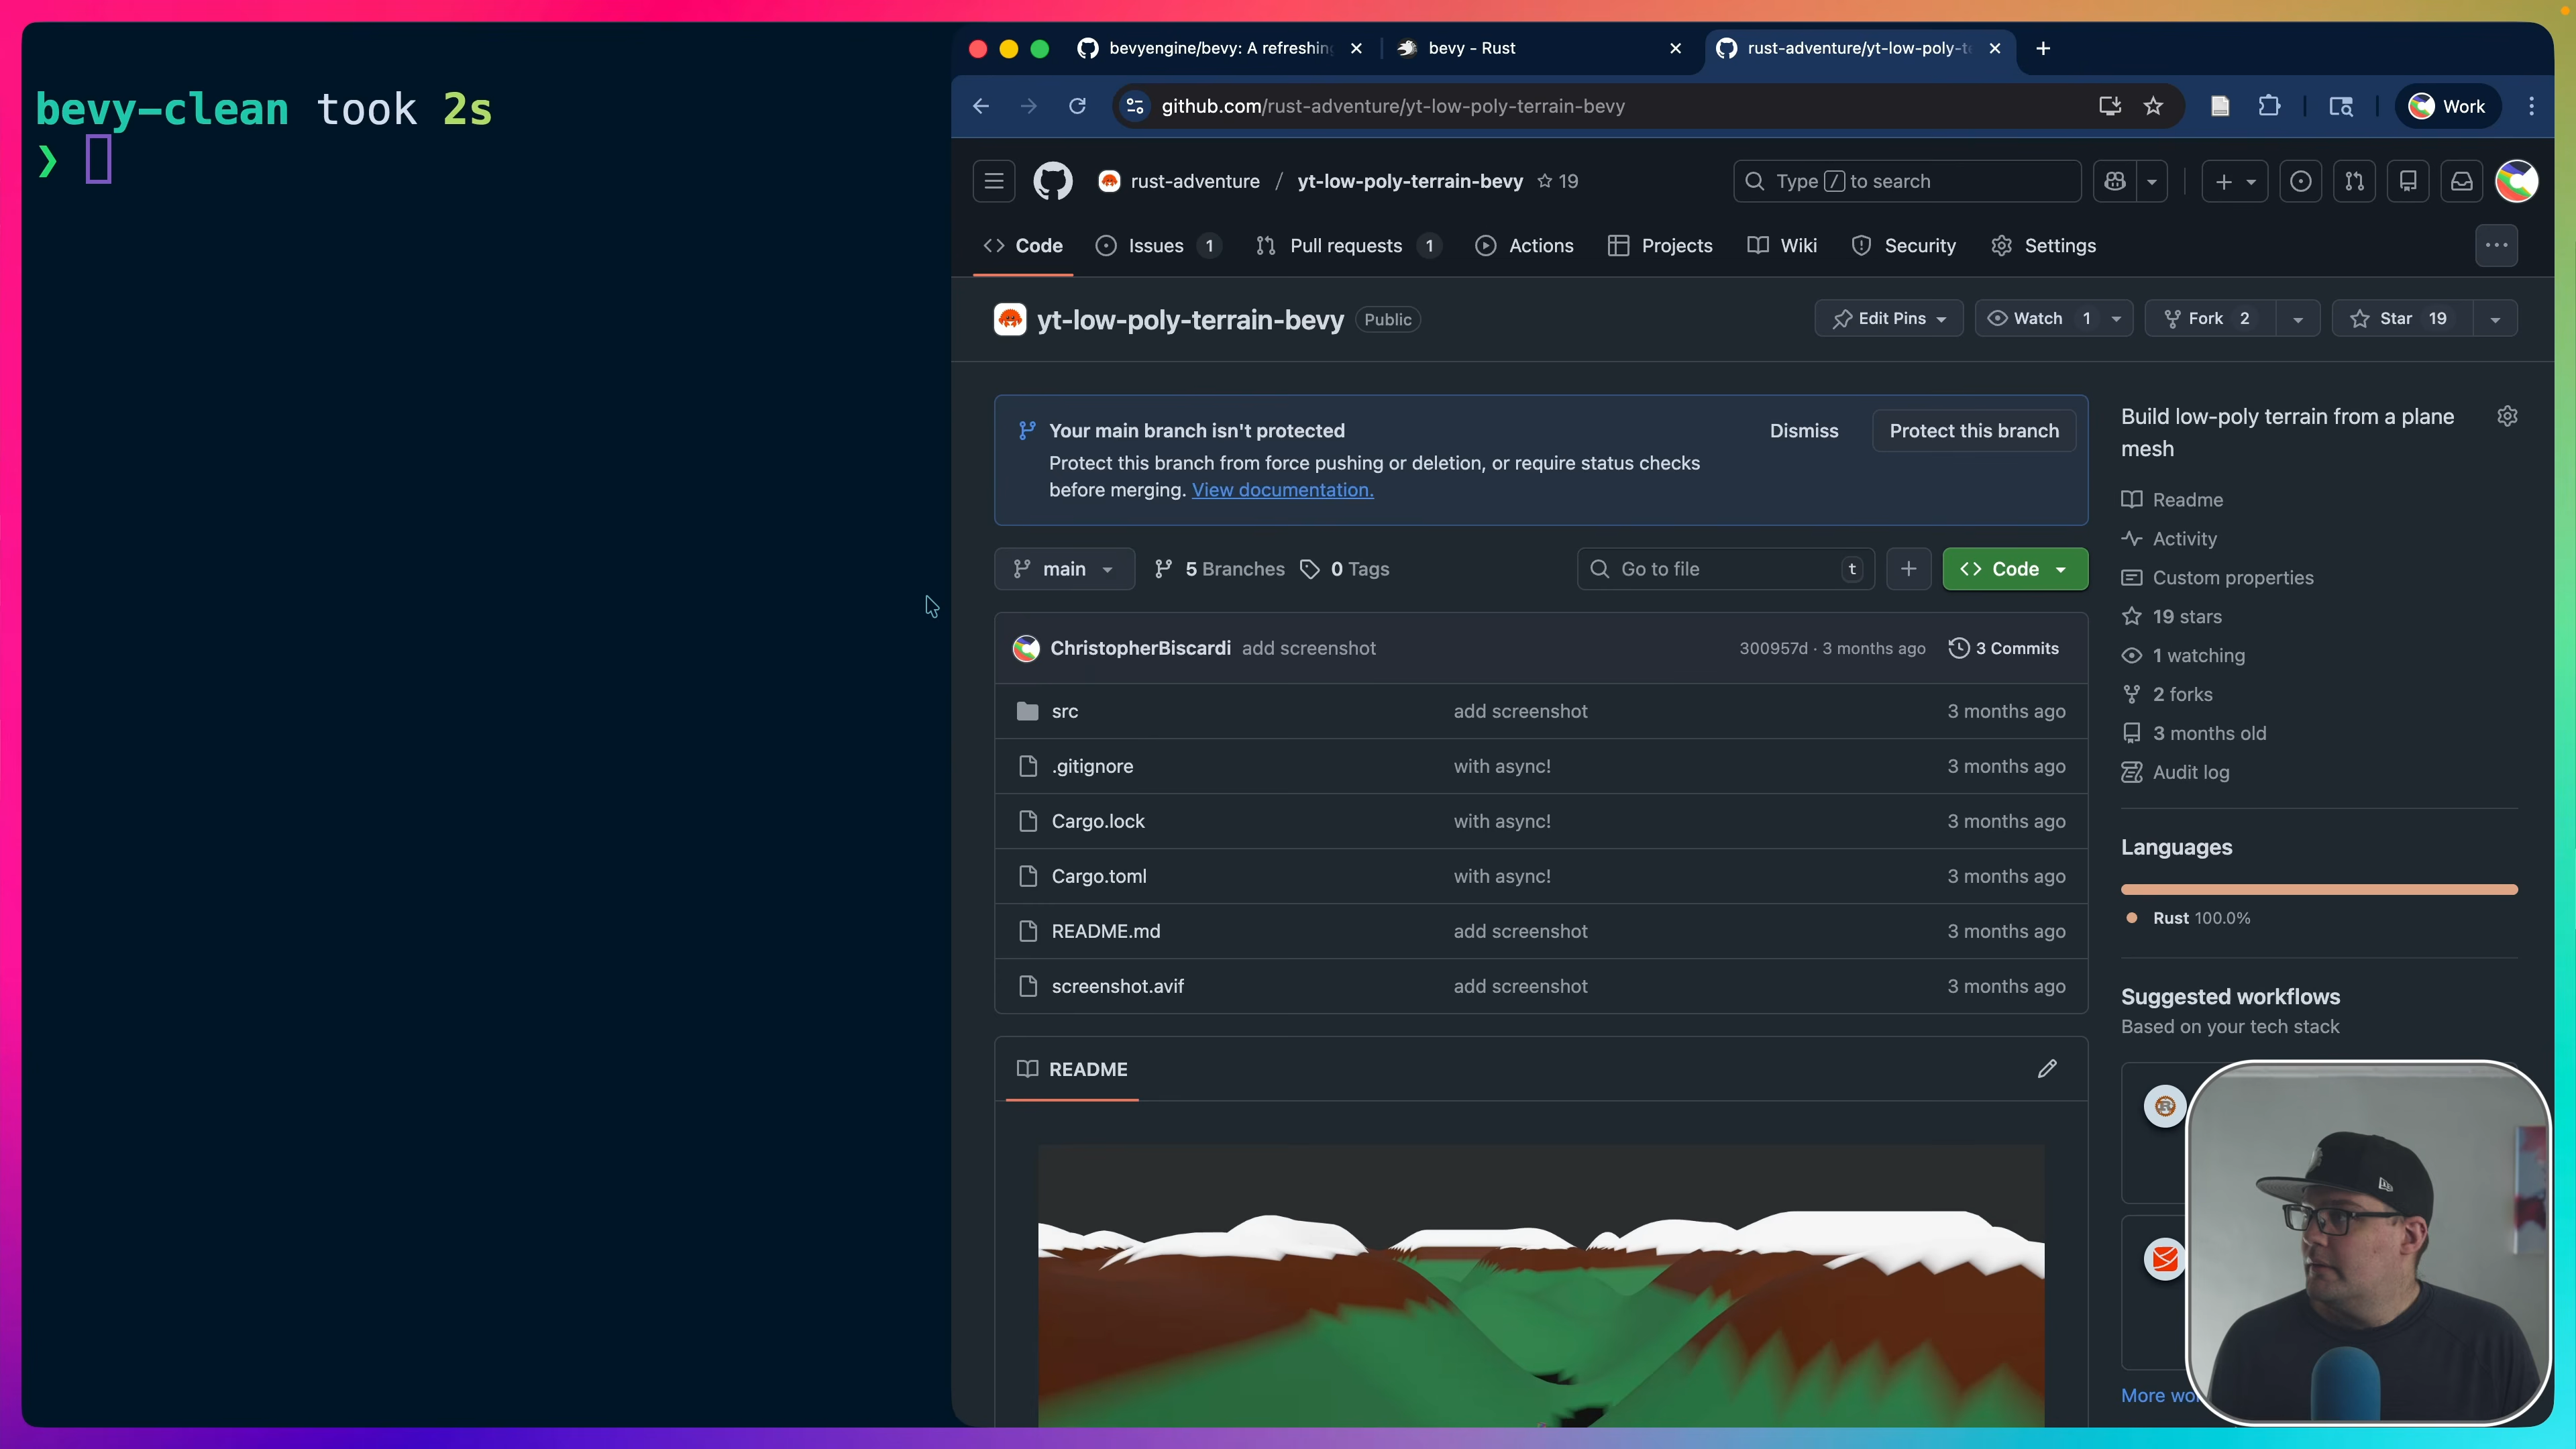 bevy-clean took 2s
❯
bevyengine/bevy: A refreshin
bevy - Rust
rust-adventure/yt-low-poly-t
github.com/rust-adventure/yt-low-poly-terrain-bevy
Work
rust-adventure / yt-low-poly-terrain-bevy 19
Type / to search
Code
Issues 1
Pull requests 1
Actions
Projects
Wiki
Security
Settings
yt-low-poly-terrain-bevy Public
Edit Pins
Watch 1
Fork 2
Star 19
Your main branch isn't protected
Protect this branch from force pushing or deletion, or require status checks
before merging. View documentation.
Dismiss
Protect this branch
main
5 Branches
0 Tags
Go to file t
Code
ChristopherBiscardi add screenshot 300957d · 3 months ago 3 Commits
src add screenshot 3 months ago
.gitignore with async! 3 months ago
Cargo.lock with async! 3 months ago
Cargo.toml with async! 3 months ago
README.md add screenshot 3 months ago
screenshot.avif add screenshot 3 months ago
README
Build low-poly terrain from a plane
mesh
Readme
Activity
Custom properties
19 stars
1 watching
2 forks
3 months old
Audit log
Languages
Rust 100.0%
Suggested workflows
Based on your tech stack
More wo